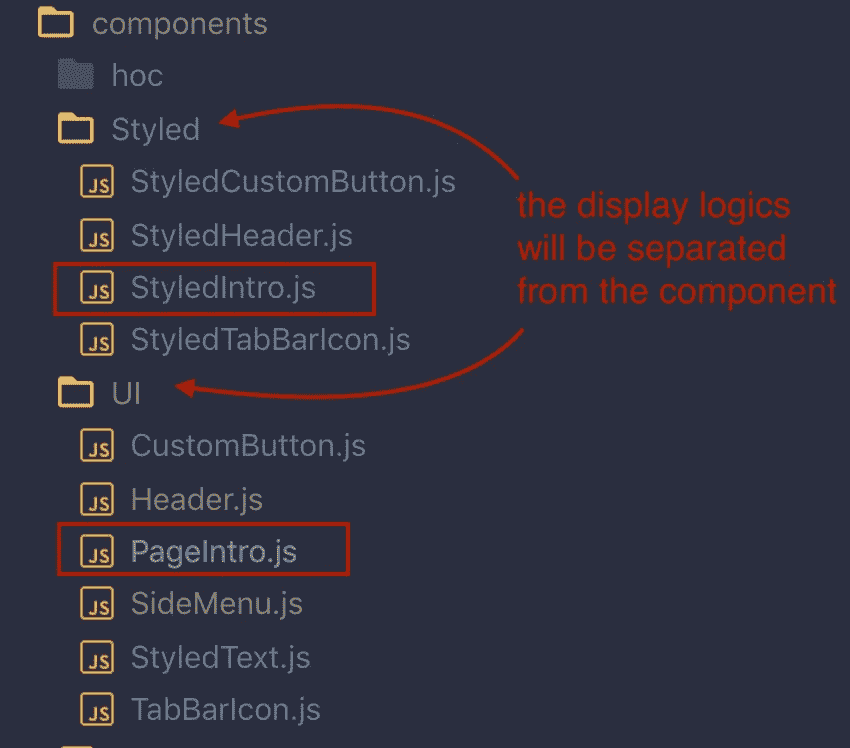 components
hoc
Styled
JS StyledCustomButton.js
JS StyledHeader.js
the display logics
will be separated
from the component
JS StyledIntro.js
JS StyledTabBarIcon.js
UI
JS CustomButton.js
JS Header.js
JS PageIntro.js
JS SideMenu.js
JS StyledText.js
JS TabBarIcon.js